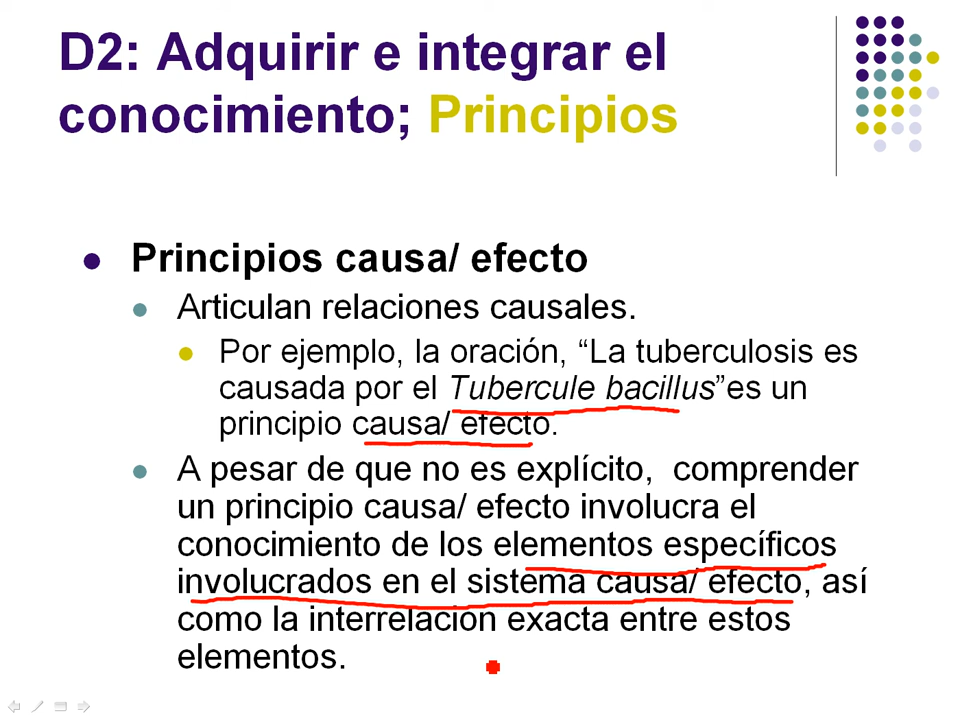 D2: Adquirir e integrar el
conocimiento; Principios
Principios causa/ efecto
Articulan relaciones causales.
Por ejemplo, la oración, “La tuberculosis es
causada por el Tubercule bacillus”es un
principio causa/ efecto.
A pesar de que no es explícito,  comprender
un principio causa/ efecto involucra el
conocimiento de los elementos específicos
involucrados en el sistema causa/ efecto, así
como la interrelación exacta entre estos
elementos.